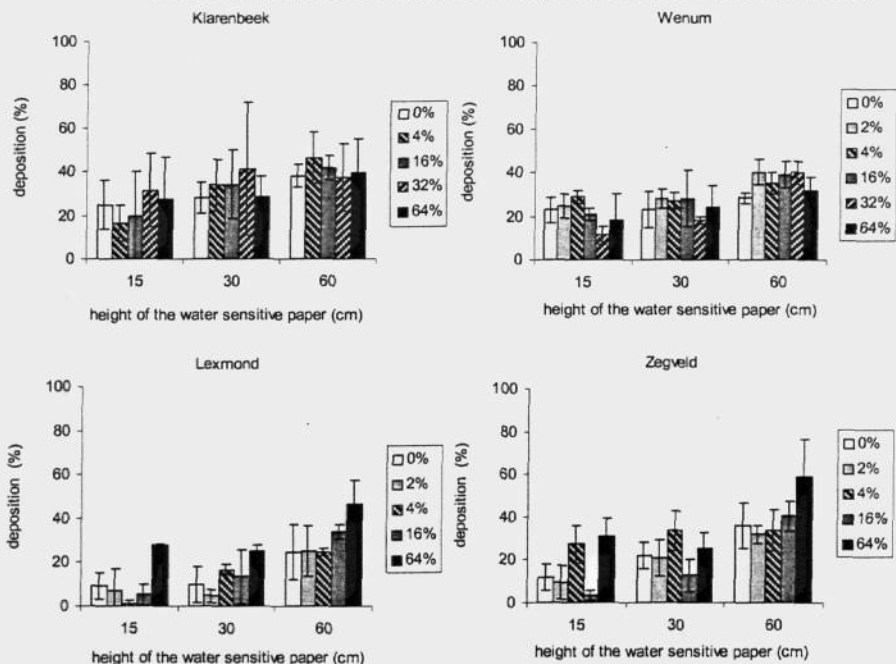 Klarenbeek
deposition (%)
100
80
60
40
20
0
15 30 60
height of the water sensitive paper (cm)
0%
4%
16%
32%
64%
Wenum
deposition (%)
100
80
60
40
20
0
15 30 60
height of the water sensitive paper (cm)
0%
2%
4%
16%
32%
64%
Lexmond
deposition (%)
100
80
60
40
20
0
15 30 60
height of the water sensitive paper (cm)
0%
2%
4%
16%
64%
Zegveld
deposition (%)
100
80
60
40
20
0
15 30 60
height of the water sensitive paper (cm)
0%
2%
4%
16%
64%